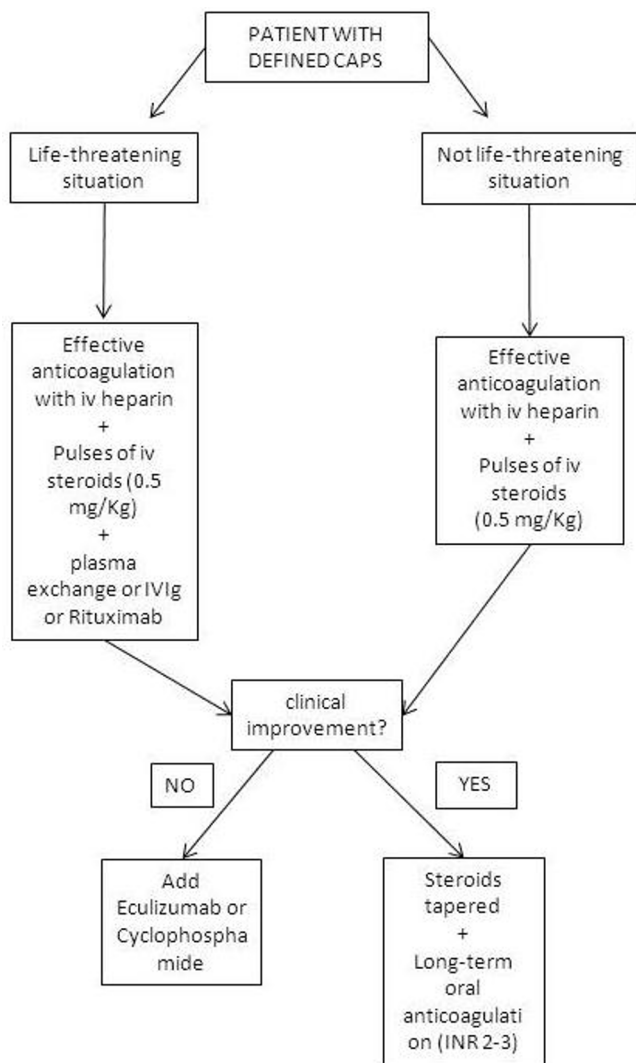 PATIENT WITH
DEFINED CAPS
Life-threatening
situation
Not life-threatening
situation
Effective
anticoagulation
with iv heparin
+
Pulses of iv
steroids (0.5
mg/Kg)
+
plasma
exchange or IVIg
or Rituximab
Effective
anticoagulation
with iv heparin
+
Pulses of iv
steroids
(0.5 mg/Kg)
clinical
improvement?
NO
YES
Add
Eculizumab or
Cyclophospha
mide
Steroids
tapered
+
Long-term
oral
anticoagulati
on (INR 2-3)